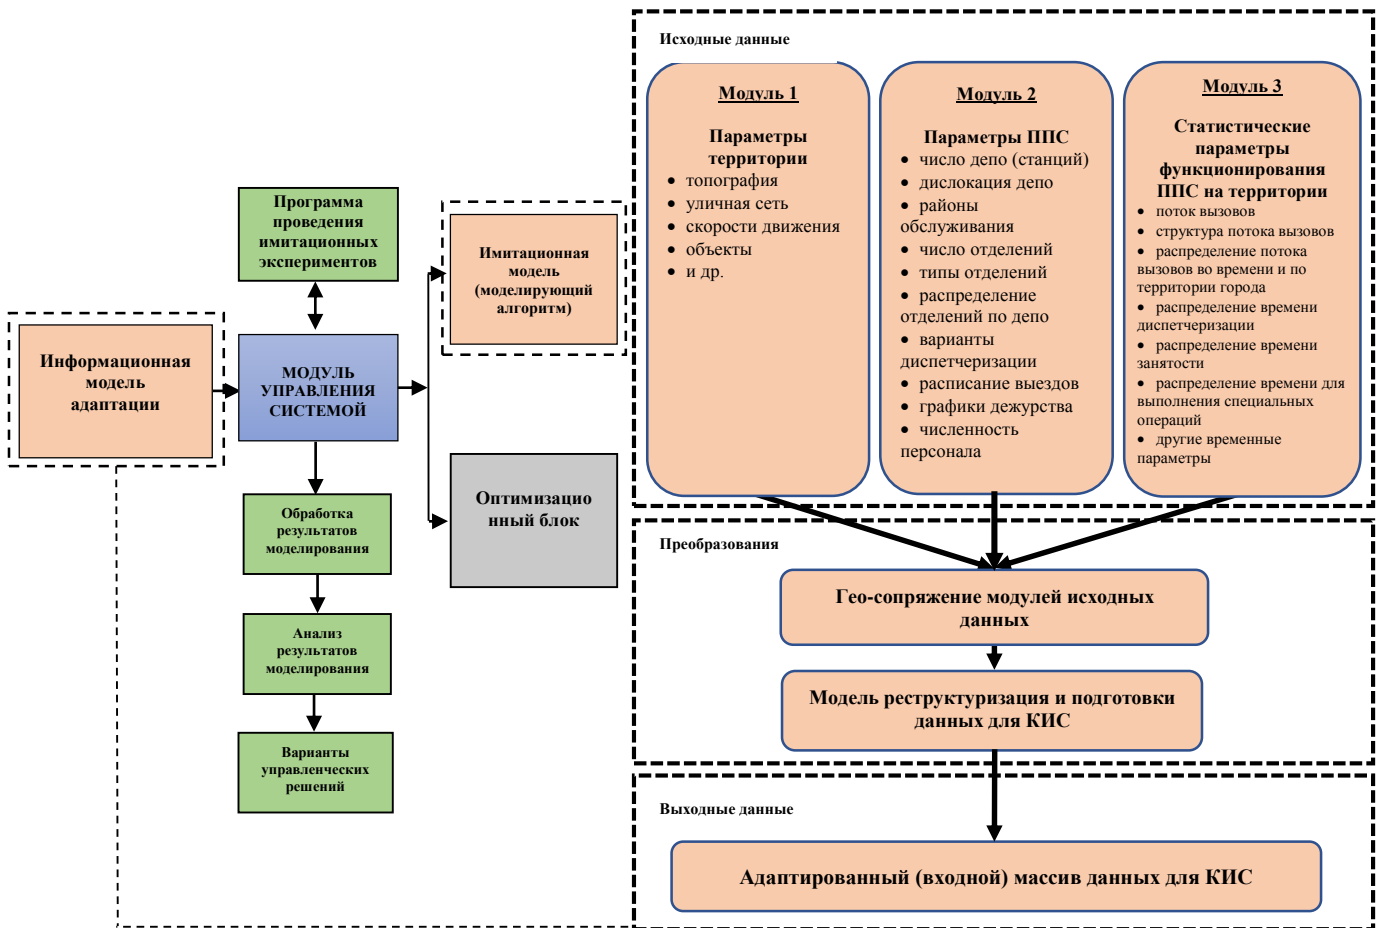 Программа
проведения
имитационных
экспериментов
Информационная
модель
адаптации
МОДУЛЬ
УПРАВЛЕНИЯ
СИСТЕМОЙ
Имитационная
модель
(моделирующий
алгоритм)
Оптимизацио
нный блок
Обработка
результатов
моделирования
Анализ
результатов
моделирования
Варианты
управленческих
решений
Исходные данные
Модуль 1
Параметры
территории
• топография
• уличная сеть
• скорости движения
• объекты
• и др.
Модуль 2
Параметры ППС
• число депо (станций)
• дислокация депо
• районы
обслуживания
• число отделений
• типы отделений
• распределение
отделений по депо
• варианты
диспетчеризации
• расписание выездов
• графики дежурства
• численность
персонала
Модуль 3
Статистические
параметры
функционирования
ППС на территории
• поток вызовов
• структура потока вызовов
• распределение потока
вызовов во времени и по
территории города
• распределение времени
диспетчеризации
• распределение времени
занятости
• распределение времени для
выполнения специальных
операций
• другие временные
параметры
Преобразования
Гео-сопряжение модулей исходных
данных
Модель реструктуризация и подготовки
данных для КИС
Выходные данные
Адаптированный (входной) массив данных для КИС